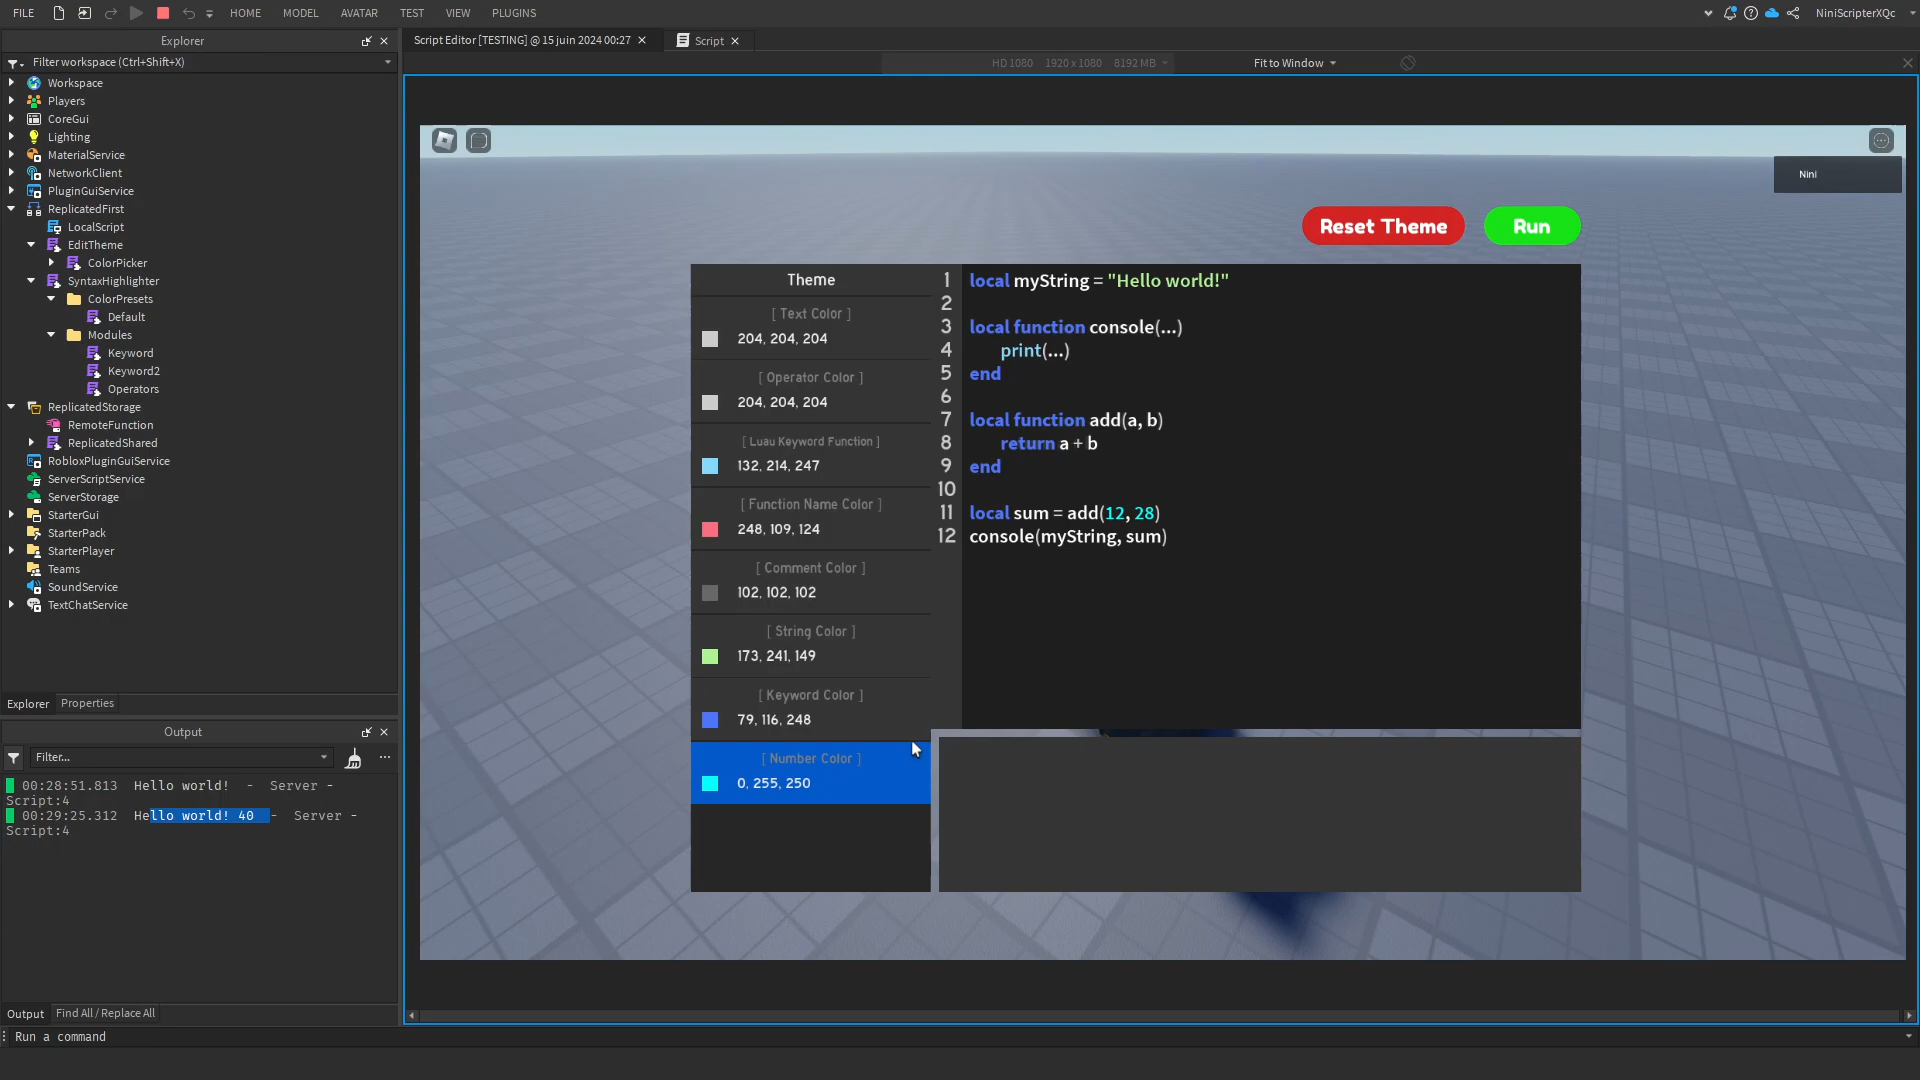 FILE
HOME
MODEL
AVATAR
TEST
VIEW
PLUGINS
NiniScripterXQc
Explorer
Filter workspace (Ctrl+Shift+X)
Workspace
Players
CoreGui
Lighting
MaterialService
NetworkClient
PluginGuiService
ReplicatedFirst
LocalScript
EditTheme
ColorPicker
SyntaxHighlighter
ColorPresets
Default
Modules
Keyword
Keyword2
Operators
ReplicatedStorage
RemoteFunction
ReplicatedShared
RobloxPluginGuiService
ServerScriptService
ServerStorage
StarterGui
StarterPack
StarterPlayer
Teams
SoundService
TextChatService
Explorer
Properties
Output
Filter...
00:28:51.813 Hello world! - Server -
Script:4
00:29:25.312 Hello world! 40 - Server -
Script:4
Output
Find All / Replace All
Run a command
Script Editor [TESTING] @ 15 juin 2024 00:27
Script
HD 1080 1920 x 1080 8192 MB
Fit to Window
Nini
Reset Theme
Run
Theme
[ Text Color ]
204, 204, 204
[ Operator Color ]
204, 204, 204
[ Luau Keyword Function ]
132, 214, 247
[ Function Name Color ]
248, 109, 124
[ Comment Color ]
102, 102, 102
[ String Color ]
173, 241, 149
[ Keyword Color ]
79, 116, 248
[ Number Color ]
0, 255, 250
1 local myString = "Hello world!"
2
3 local function console(...)
4 print(...)
5 end
6
7 local function add(a, b)
8 return a + b
9 end
10
11 local sum = add(12, 28)
12 console(myString, sum)